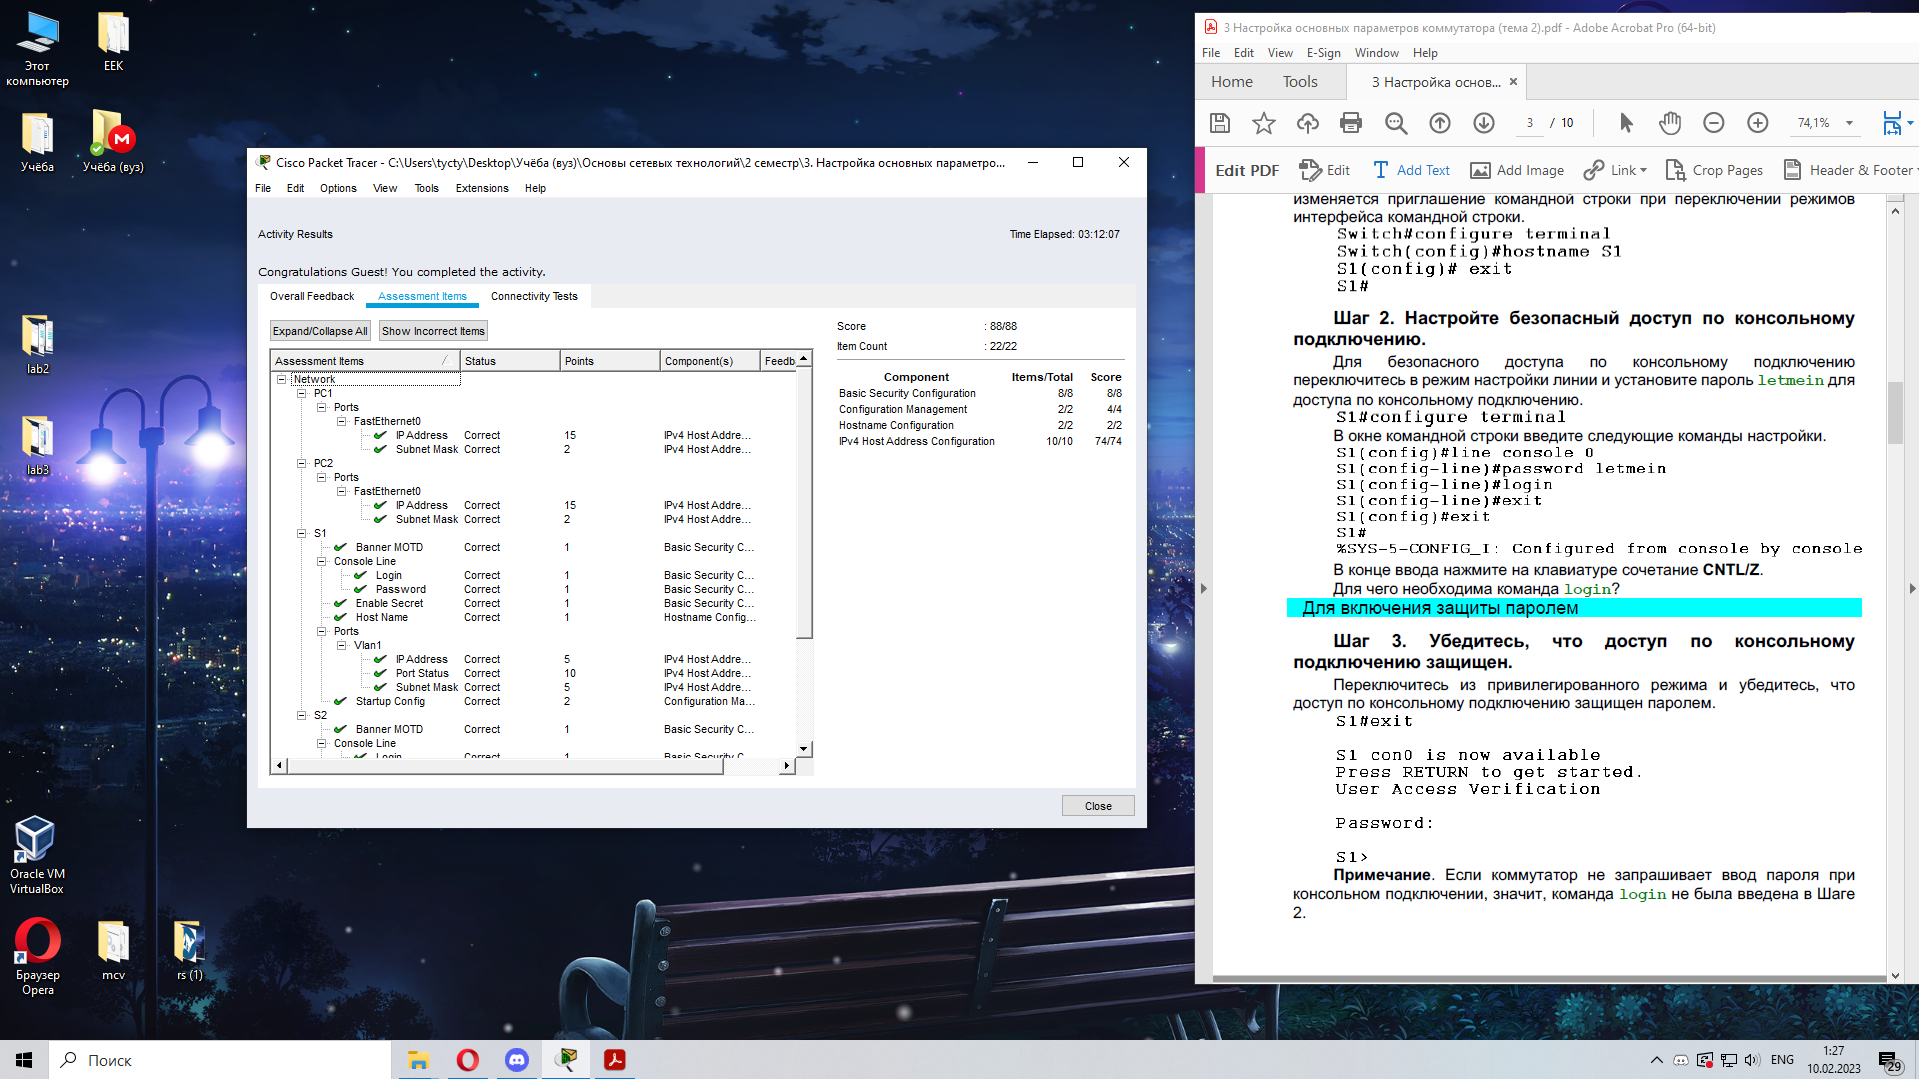 Этот компьютер
EEK
Учёба
Учёба (вуз)
lab2
lab3
Oracle VM VirtualBox
Браузер Opera
mcv
rs (1)
Cisco Packet Tracer - C:\Users\tycty\Desktop\Учёба (вуз)\Основы сетевых технологий\2 семестр\3. Настройка основных параметро...
File Edit Options View Tools Extensions Help
Activity Results
Time Elapsed: 03:12:07
Congratulations Guest! You completed the activity.
Overall Feedback Assessment Items Connectivity Tests
Expand/Collapse All Show Incorrect Items
Assessment Items Status Points Component(s) Feedb
Network
PC1
Ports
FastEthernet0
IP Address Correct 15 IPv4 Host Addre...
Subnet Mask Correct 2 IPv4 Host Addre...
PC2
Ports
FastEthernet0
IP Address Correct 15 IPv4 Host Addre...
Subnet Mask Correct 2 IPv4 Host Addre...
S1
Banner MOTD Correct 1 Basic Security C...
Console Line
Login Correct 1 Basic Security C...
Password Correct 1 Basic Security C...
Enable Secret Correct 1 Basic Security C...
Host Name Correct 1 Hostname Config...
Ports
Vlan1
IP Address Correct 5 IPv4 Host Addre...
Port Status Correct 10 IPv4 Host Addre...
Subnet Mask Correct 5 IPv4 Host Addre...
Startup Config Correct 2 Configuration Ma...
S2
Banner MOTD Correct 1 Basic Security C...
Console Line
Login Correct 1 Basic Security C
Score : 88/88
Item Count : 22/22
Component Items/Total Score
Basic Security Configuration 8/8 8/8
Configuration Management 2/2 4/4
Hostname Configuration 2/2 2/2
IPv4 Host Address Configuration 10/10 74/74
Close
3 Настройка основных параметров коммутатора (тема 2).pdf - Adobe Acrobat Pro (64-bit)
File Edit View E-Sign Window Help
Home Tools 3 Настройка основ... ×
3 / 10 74,1%
Edit PDF Edit Add Text Add Image Link Crop Pages Header & Footer
изменяется приглашение командной строки при переключении режимов
интерфейса командной строки.
Switch#configure terminal
Switch(config)#hostname S1
S1(config)# exit
S1#
Шаг 2. Настройте безопасный доступ по консольному
подключению.
Для безопасного доступа по консольному подключению
переключитесь в режим настройки линии и установите пароль letmein для
доступа по консольному подключению.
S1#configure terminal
В окне командной строки введите следующие команды настройки.
S1(config)#line console 0
S1(config-line)#password letmein
S1(config-line)#login
S1(config-line)#exit
S1(config)#exit
S1#
%SYS-5-CONFIG_I: Configured from console by console
В конце ввода нажмите на клавиатуре сочетание CNTL/Z.
Для чего необходима команда login?
Для включения защиты паролем
Шаг 3. Убедитесь, что доступ по консольному
подключению защищен.
Переключитесь из привилегированного режима и убедитесь, что
доступ по консольному подключению защищен паролем.
S1#exit
S1 con0 is now available
Press RETURN to get started.
User Access Verification
Password:
S1>
Примечание. Если коммутатор не запрашивает ввод пароля при
консольном подключении, значит, команда login не была введена в Шаге
2.
Поиск
ENG
1:27
10.02.2023
29